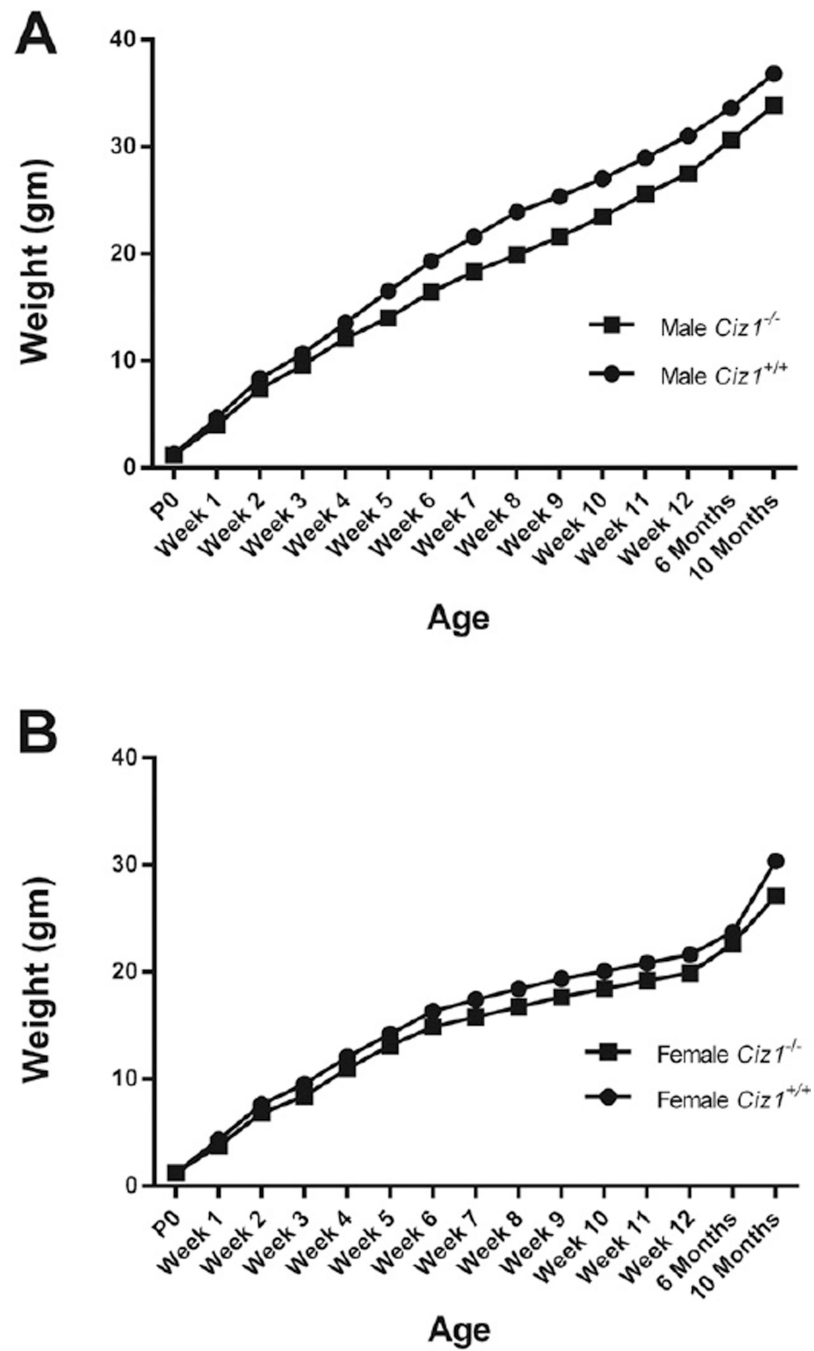 A
Weight (gm)
40
30
20
10
0
Male Ciz1-/-
Male Ciz1+/+
P0
Week 1
Week 2
Week 3
Week 4
Week 5
Week 6
Week 7
Week 8
Week 9
Week 10
Week 11
Week 12
6 Months
10 Months
Age
B
Weight (gm)
40
30
20
10
0
Female Ciz1-/-
Female Ciz1+/+
P0
Week 1
Week 2
Week 3
Week 4
Week 5
Week 6
Week 7
Week 8
Week 9
Week 10
Week 11
Week 12
6 Months
10 Months
Age